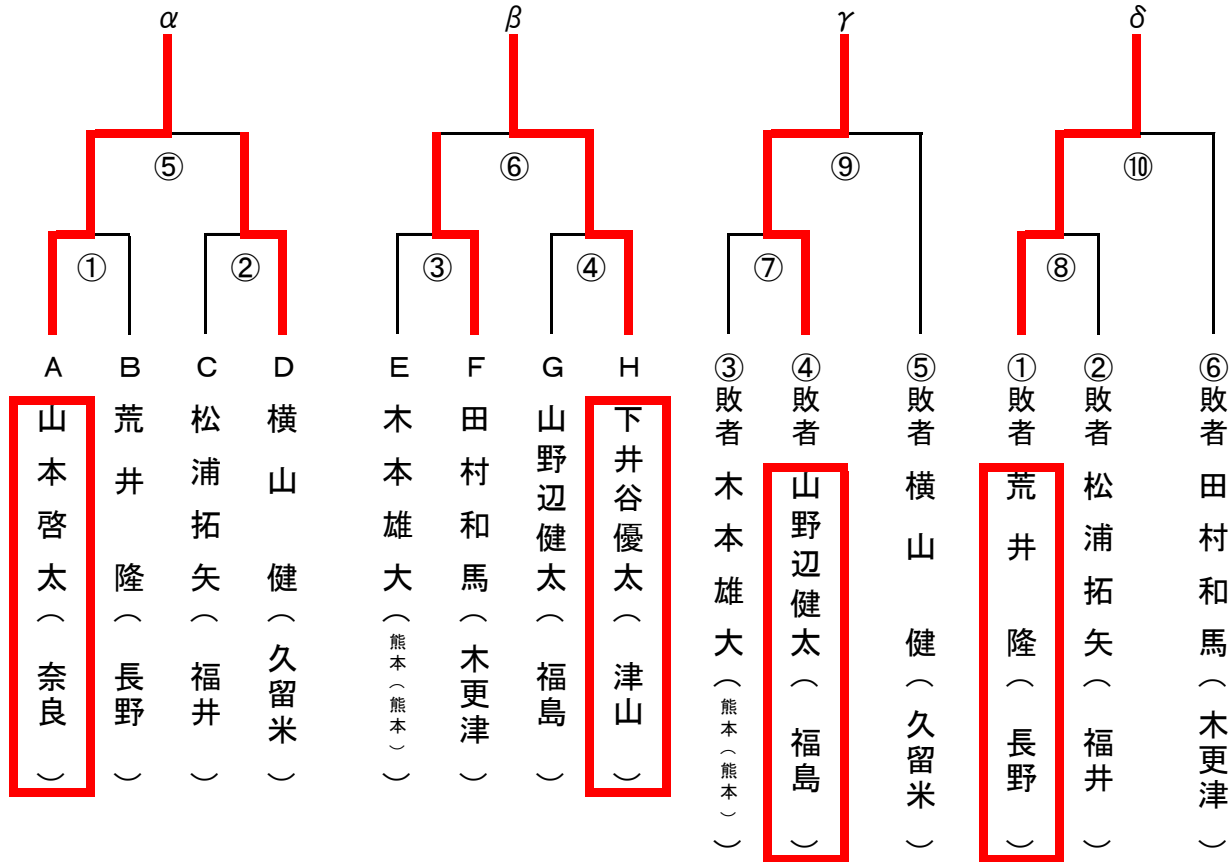 α
β
γ
δ
⑤
⑥
⑨
⑩
①
②
③
④
⑦
⑧
A 山本啓太(奈良)
B 荒井 隆(長野)
C 松浦拓矢(福井)
D 横山 健(久留米)
E 木本雄大(熊本(熊本))
F 田村和馬(木更津)
G 山野辺健太(福島)
H 下井谷優太(津山)
③敗者 木本雄大(熊本(熊本))
④敗者 山野辺健太(福島)
⑤敗者 横山 健(久留米)
①敗者 荒井 隆(長野)
②敗者 松浦拓矢(福井)
⑥敗者 田村和馬(木更津)